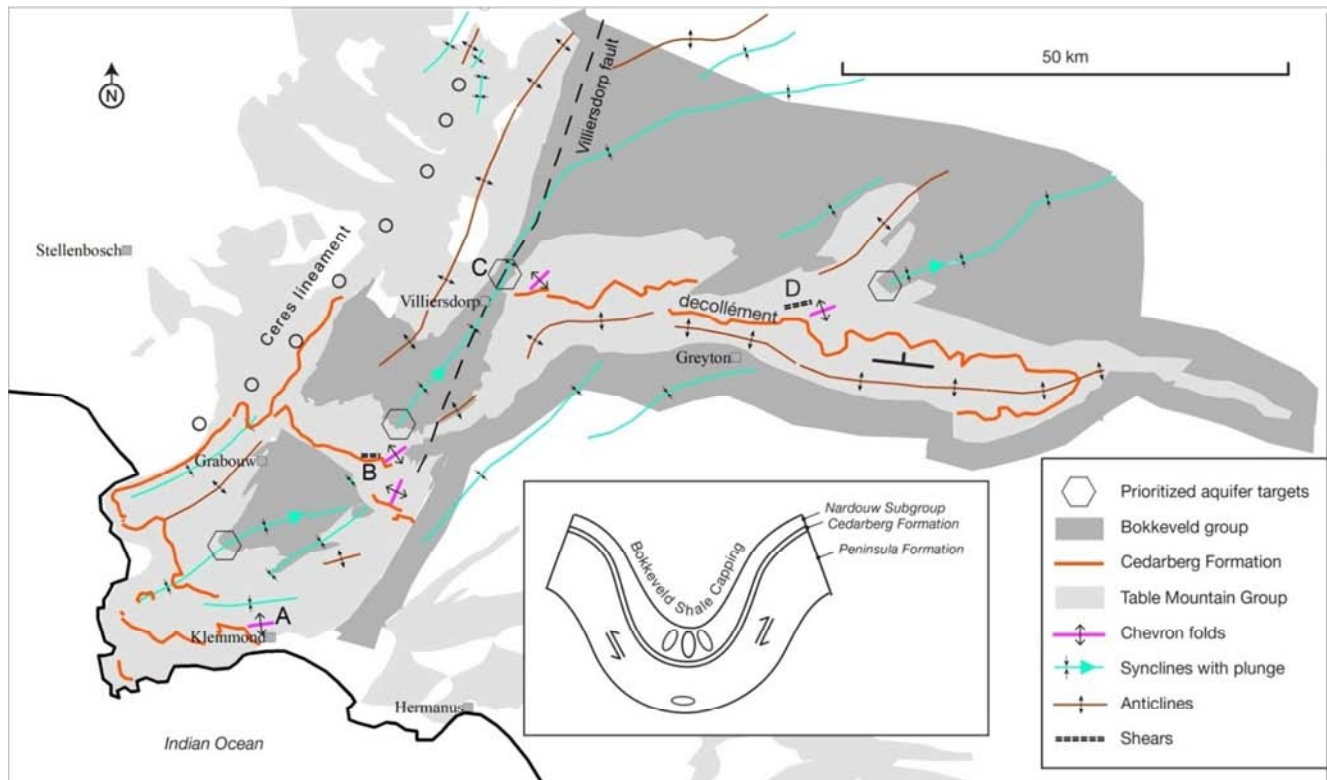 50 km
N
Villiersdorp fault
Stellenbosch
Ceres lineament
C
Villiersdorp
D
decollément
Greyton
Grabouw
B
A
Klemmond
Hermanus
Indian Ocean
Nardouw Subgroup
Cedarberg Formation
Peninsula Formation
Bokkeveld Shale Capping
Prioritized aquifer targets
Bokkeveld group
Cedarberg Formation
Table Mountain Group
Chevron folds
Synclines with plunge
Anticlines
Shears